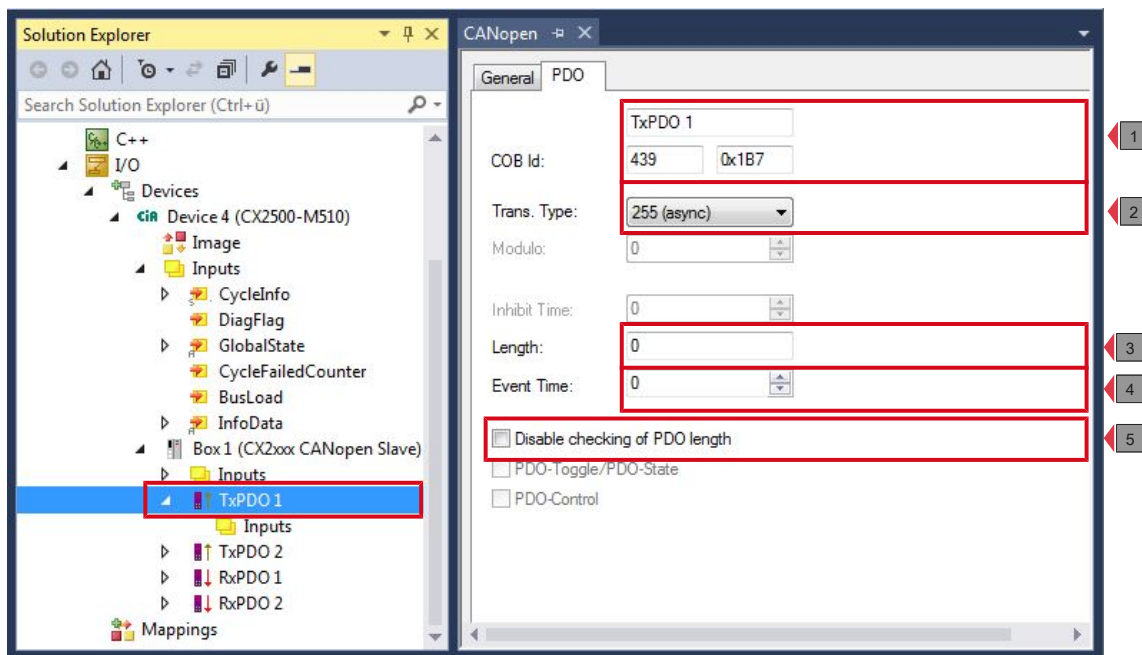 Solution Explorer
Search Solution Explorer (Ctrl+ü)
C++
I/O
Devices
CiA Device 4 (CX2500-M510)
Image
Inputs
CycleInfo
DiagFlag
GlobalState
CycleFailedCounter
BusLoad
InfoData
Box 1 (CX2xxx CANopen Slave)
Inputs
TxPDO 1
Inputs
TxPDO 2
RxPDO 1
RxPDO 2
Mappings
CANopen
General PDO
TxPDO 1
1
COB Id: 439 0x1B7
Trans. Type: 255 (async)
2
Modulo: 0
Inhibit Time: 0
Length: 0
3
Event Time: 0
4
Disable checking of PDO length
5
PDO-Toggle/PDO-State
PDO-Control